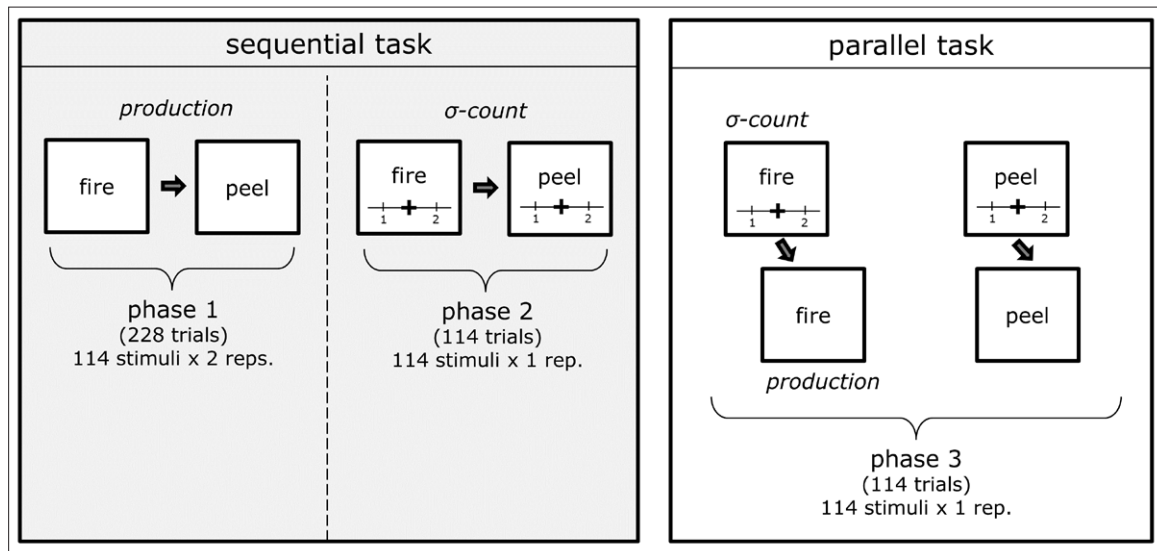 sequential task
production
fire
peel
phase 1
(228 trials)
114 stimuli x 2 reps.
σ-count
fire
1 2
peel
1 2
phase 2
(114 trials)
114 stimuli x 1 rep.
parallel task
σ-count
fire
1 2
peel
1 2
fire
peel
production
phase 3
(114 trials)
114 stimuli x 1 rep.